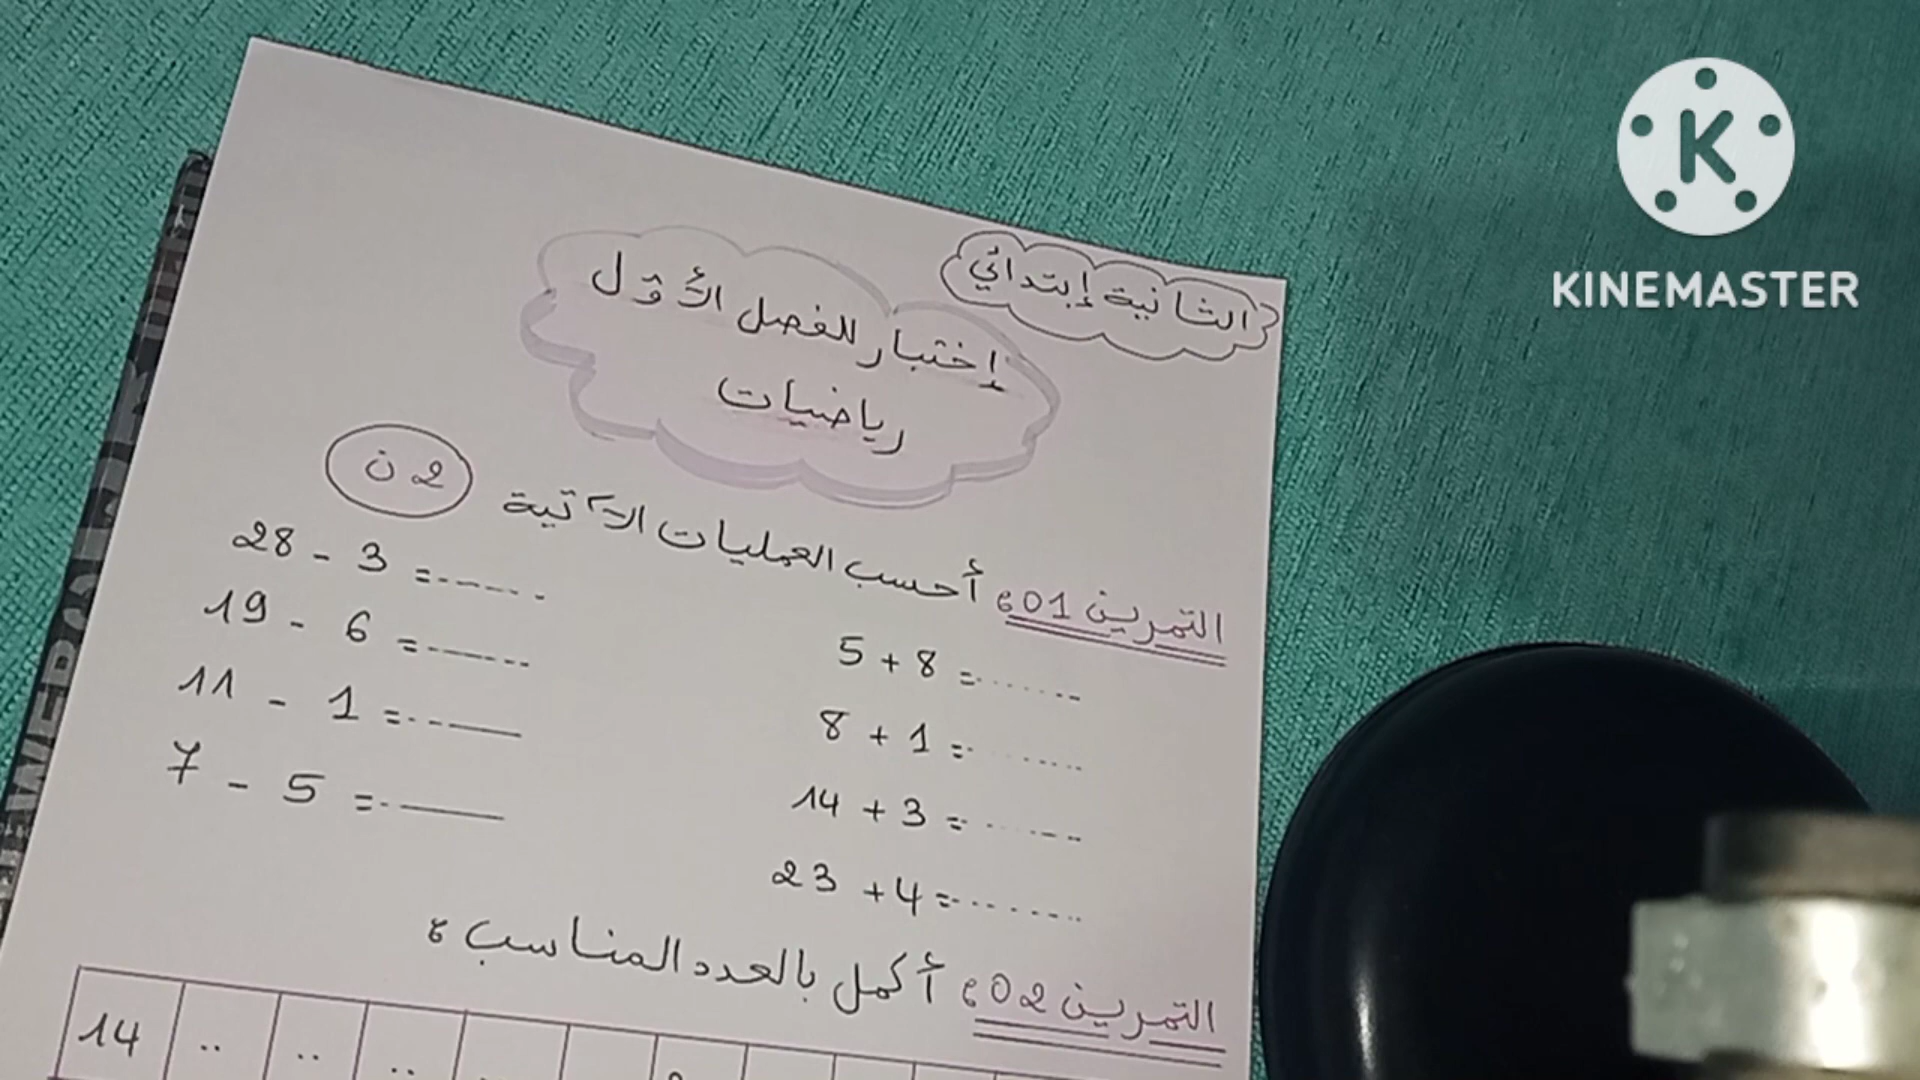 الثانية إبتدائي
إختبار للفصل الأول
رياضيات
التمرين 01: أحسب العمليات الآتية
2 ن
5 + 8 = ........
8 + 1 = ........
14 + 3 = ........
23 + 4 = ........
28 - 3 = ........
19 - 6 = ........
11 - 1 = ........
7 - 5 = ........
التمرين 02: أكمل بالعدد المناسب:
14 .. .. ..
KINEMASTER